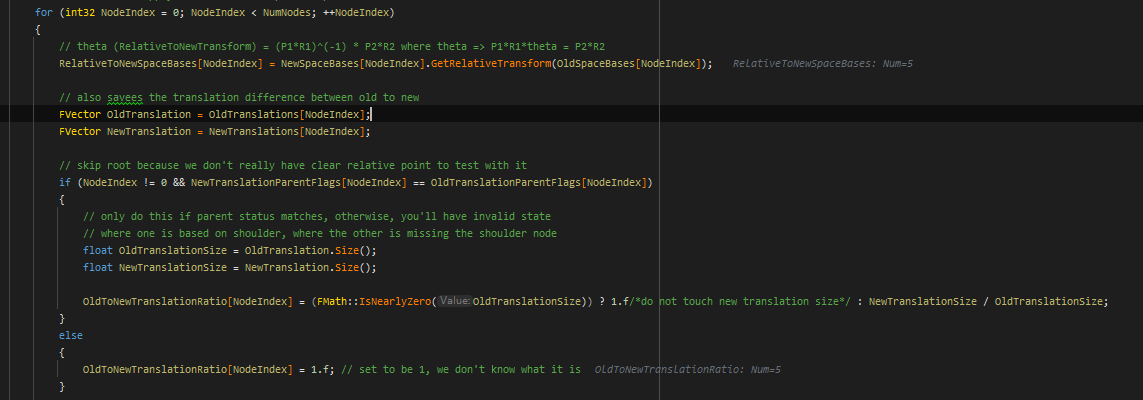 for (int32 NodeIndex = 0; NodeIndex < NumNodes; ++NodeIndex)
{
// theta (RelativeToNewTransform) = (P1*R1)^(-1) * P2*R2 where theta => P1*R1*theta = P2*R2
RelativeToNewSpaceBases[NodeIndex] = NewSpaceBases[NodeIndex].GetRelativeTransform(OldSpaceBases[NodeIndex]); RelativeToNewSpaceBases: Num=5
// also savees the translation difference between old to new
FVector OldTranslation = OldTranslations[NodeIndex];
FVector NewTranslation = NewTranslations[NodeIndex];
// skip root because we don't really have clear relative point to test with it
if (NodeIndex != 0 && NewTranslationParentFlags[NodeIndex] == OldTranslationParentFlags[NodeIndex])
{
// only do this if parent status matches, otherwise, you'll have invalid state
// where one is based on shoulder, where the other is missing the shoulder node
float OldTranslationSize = OldTranslation.Size();
float NewTranslationSize = NewTranslation.Size();
OldToNewTranslationRatio[NodeIndex] = (FMath::IsNearlyZero(Value:OldTranslationSize)) ? 1.f/*do not touch new translation size*/ : NewTranslationSize / OldTranslationSize;
}
else
{
OldToNewTranslationRatio[NodeIndex] = 1.f; // set to be 1, we don't know what it is OldToNewTranslationRatio: Num=5
}